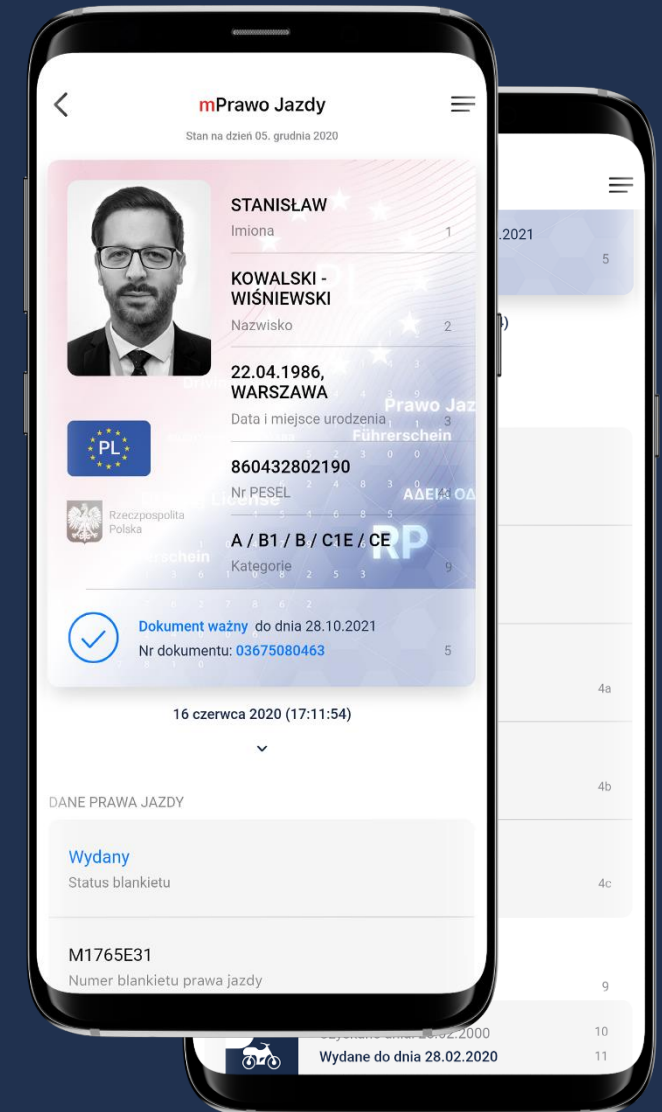 mPrawo Jazdy
Stan na dzień 05. grudnia 2020
STANISŁAW
Imiona 1
KOWALSKI -
WIŚNIEWSKI
Nazwisko 2
22.04.1986,
WARSZAWA
Data i miejsce urodzenia 3
Prawo Jaz
Führerschein
PL
860432802190
Nr PESEL
License
ΑΔΕΙΑ ΟΔ
Rzeczpospolita
Polska
A / B1 / B / C1E / CE
RP
Kategorie 9
Dokument ważny do dnia 28.10.2021
Nr dokumentu: 03675080463 5
16 czerwca 2020 (17:11:54)
DANE PRAWA JAZDY
Wydany
Status blankietu
M1765E31
Numer blankietu prawa jazdy
.2021
5
)
4a
4b
4c
9
.2000 10
Wydane do dnia 28.02.2020 11